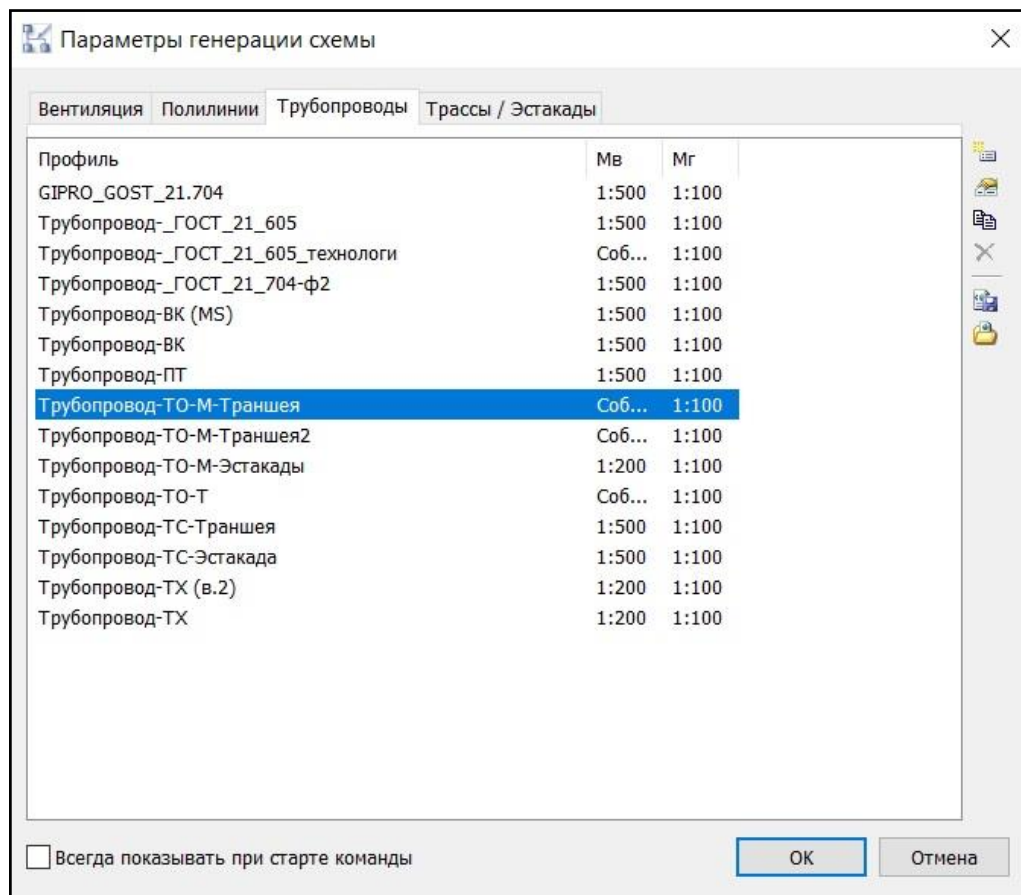 Параметры генерации схемы
Вентиляция Полилинии Трубопроводы Трассы / Эстакады
Профиль Мв Мг
GIPRO_GOST_21.704 1:500 1:100
Трубопровод-_ГОСТ_21_605 1:500 1:100
Трубопровод-_ГОСТ_21_605_технологи Соб... 1:100
Трубопровод-_ГОСТ_21_704-ф2 1:500 1:100
Трубопровод-ВК (MS) 1:500 1:100
Трубопровод-ВК 1:500 1:100
Трубопровод-ПТ 1:500 1:100
Трубопровод-ТО-М-Траншея Соб... 1:100
Трубопровод-ТО-М-Траншея2 Соб... 1:100
Трубопровод-ТО-М-Эстакады 1:200 1:100
Трубопровод-ТО-Т Соб... 1:100
Трубопровод-ТС-Траншея 1:500 1:100
Трубопровод-ТС-Эстакада 1:500 1:100
Трубопровод-ТХ (в.2) 1:200 1:100
Трубопровод-ТХ 1:200 1:100
Всегда показывать при старте команды ОК Отмена